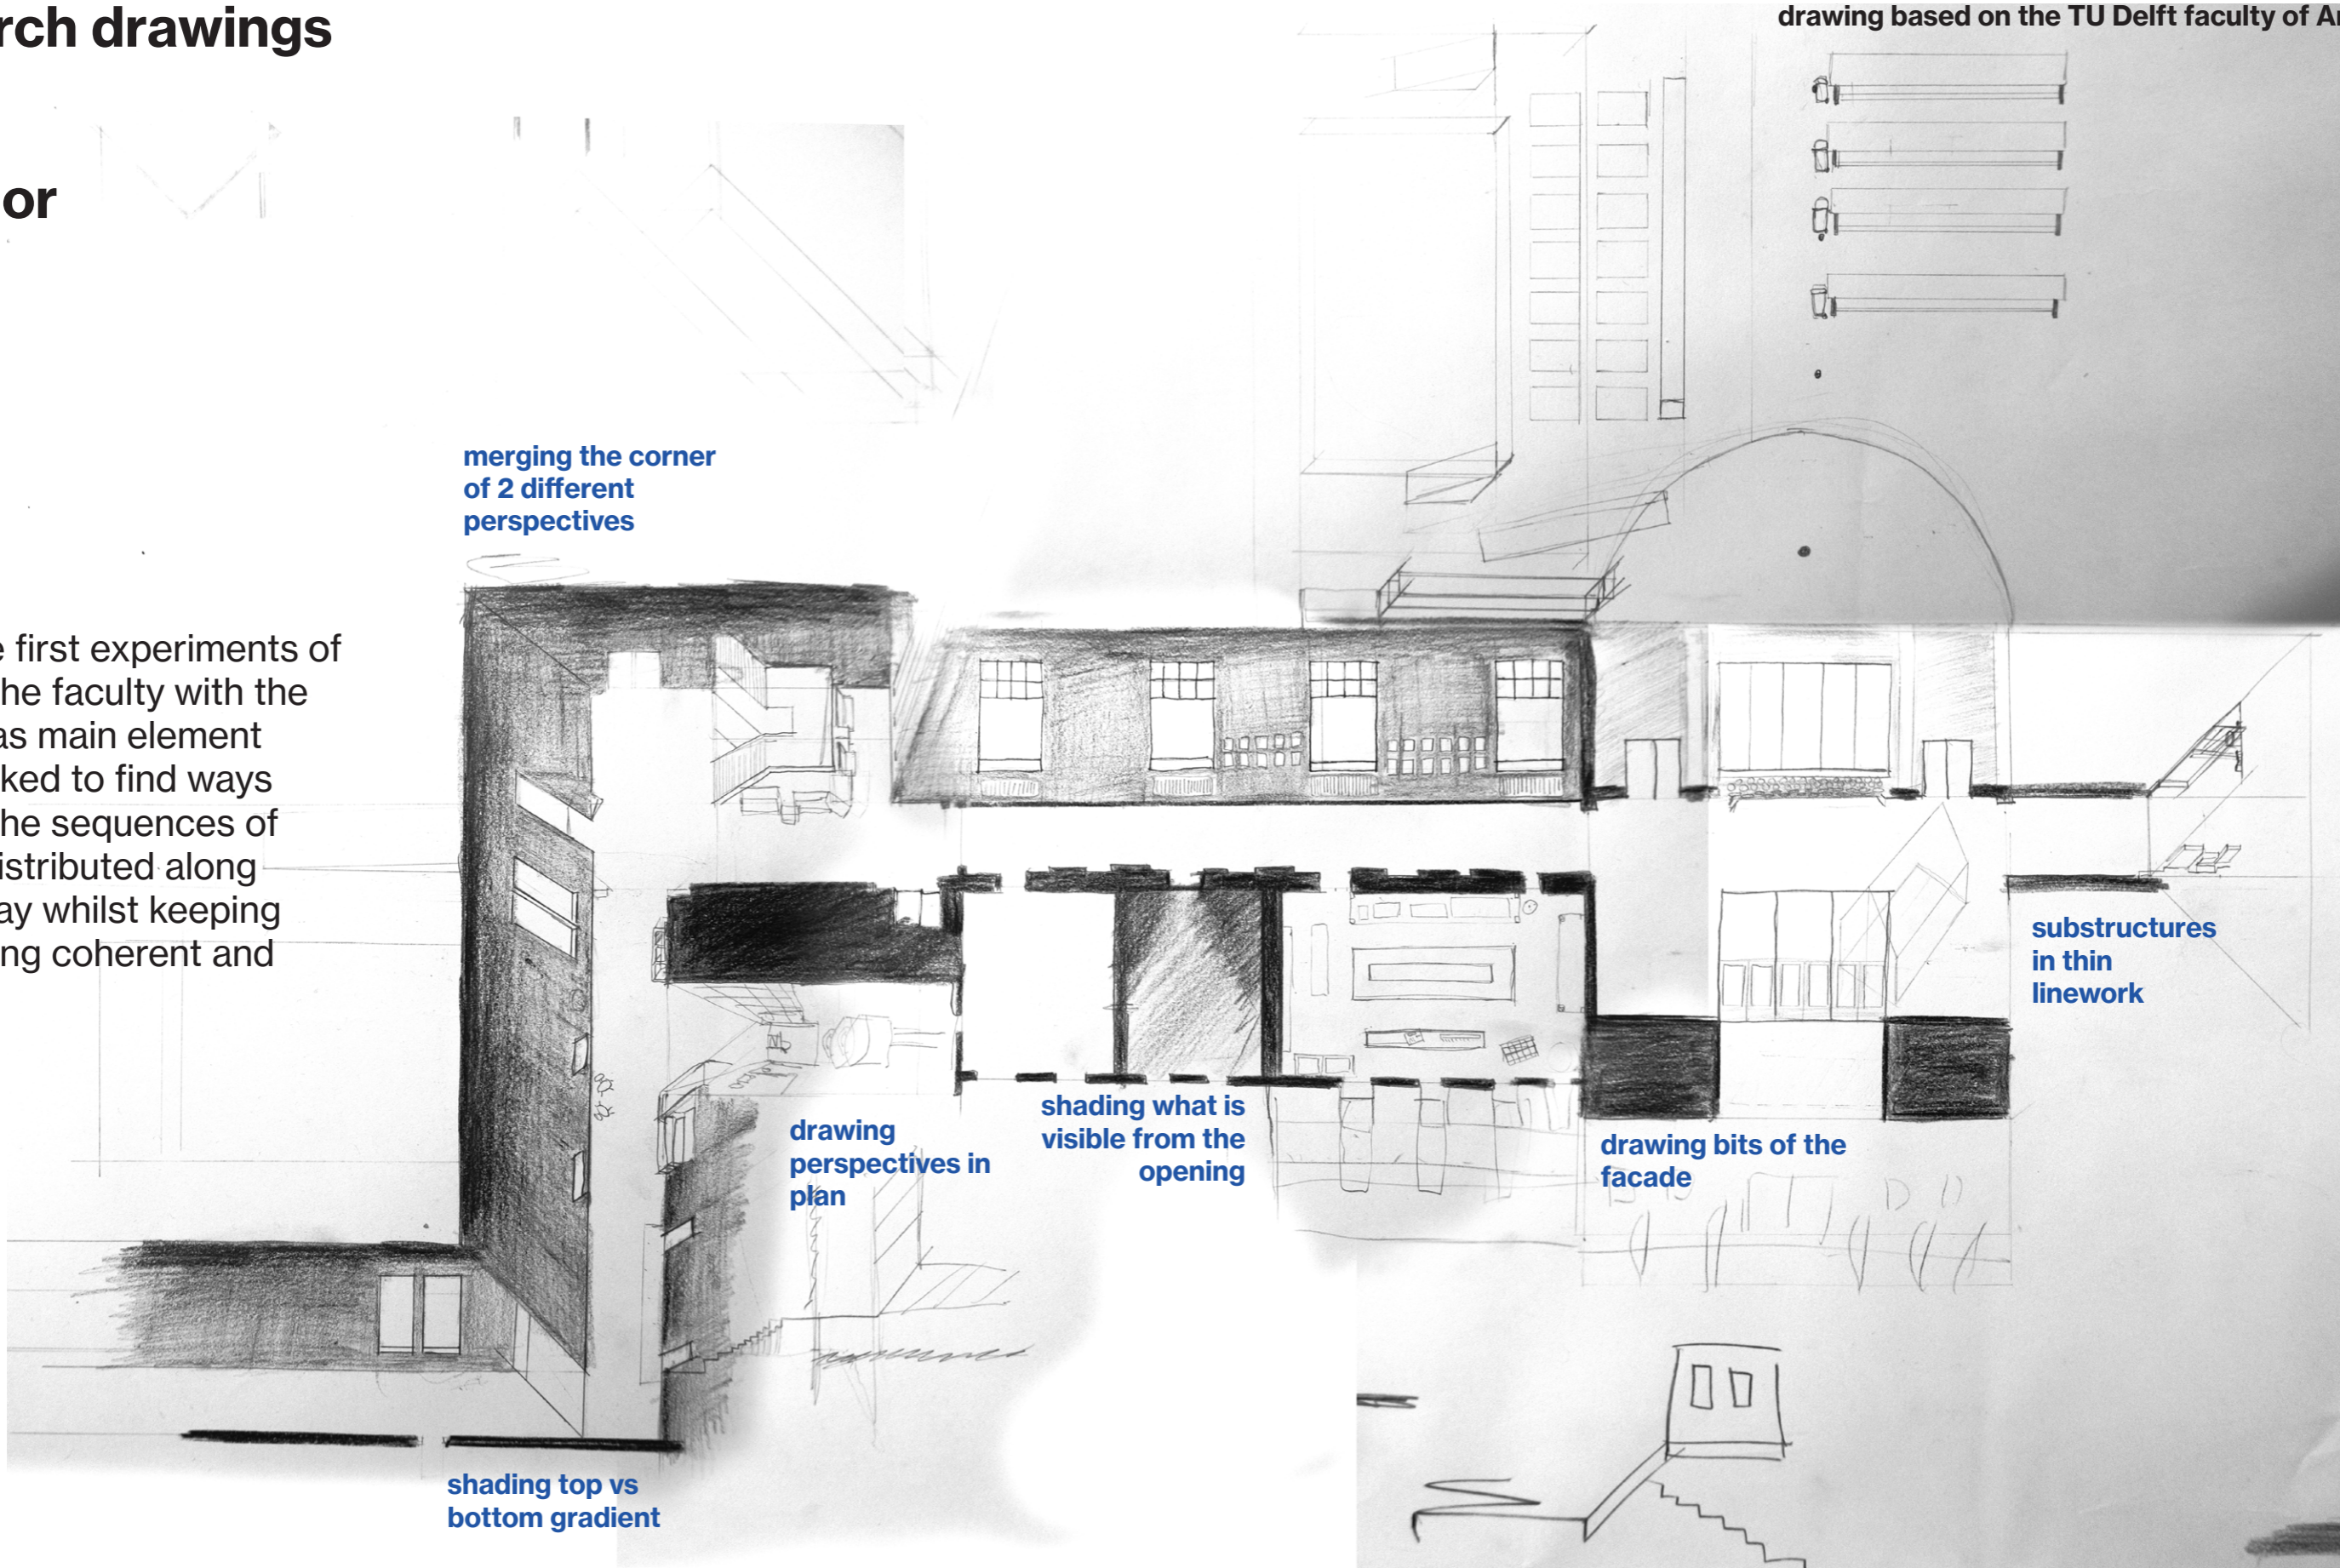 rch drawings
drawing based on the TU Delft faculty of Ar
or
merging the corner
of 2 different
perspectives
e first experiments of
he faculty with the
as main element
ked to find ways
he sequences of
istributed along
ay whilst keeping
ng coherent and
substructures
in thin
linework
drawing
perspectives in
plan
shading what is
visible from the
opening
drawing bits of the
facade
shading top vs
bottom gradient